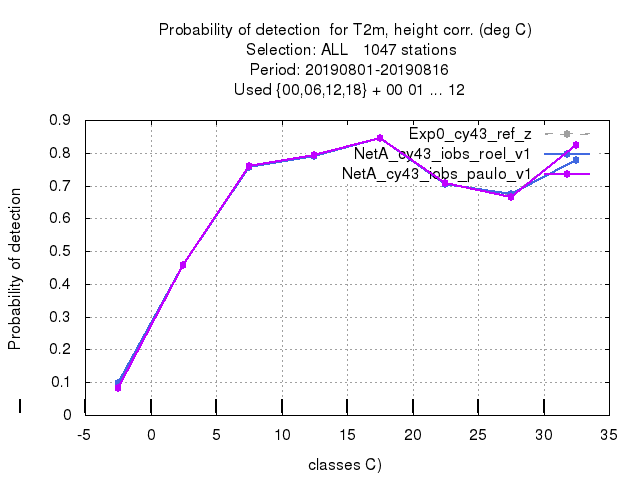 Probability of detection  for T2m, height corr. (deg C)
Selection: ALL   1047 stations
Period: 20190801-20190816
Used {00,06,12,18} + 00 01 ... 12
Exp0_cy43_ref_z
NetA_cy43_iobs_roel_v1
NetA_cy43_iobs_paulo_v1
Probability of detection
0.9
0.8
0.7
0.6
0.5
0.4
0.3
0.2
0.1
0
-5 0 5 10 15 20 25 30 35
classes C)